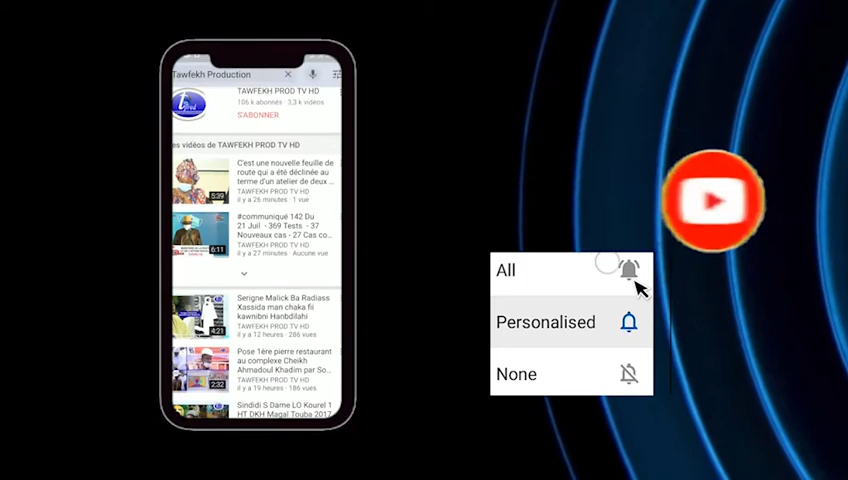 Tawfekh Production
TAWFEKH PROD TV HD
106 k abonnés · 3,3 k vidéos
S'ABONNER
es vidéos de TAWFEKH PROD TV HD
C'est une nouvelle feuille de
route qui a été déclinée au
terme d'un atelier de deux ...
TAWFEKH PROD TV HD
il y a 26 minutes · 1 vue
5:39
#communiqué 142 Du
21 Juil - 369 Tests - 37
Nouveaux cas - 27 Cas co...
TAWFEKH PROD TV HD
il y a 27 minutes · Aucune vue
6:11
Serigne Malick Ba Radiass
Xassida man chaka fii
kawnibni Hanbdilahi
TAWFEKH PROD TV HD
il y a 12 heures · 286 vues
4:21
Pose 1ère pierre restaurant
au complexe Cheikh
Ahmadoul Khadim par So...
TAWFEKH PROD TV HD
il y a 19 heures · 186 vues
2:32
Sindidi S Dame LO Kourel 1
HT DKH Magal Touba 2017
All
Personalised
None